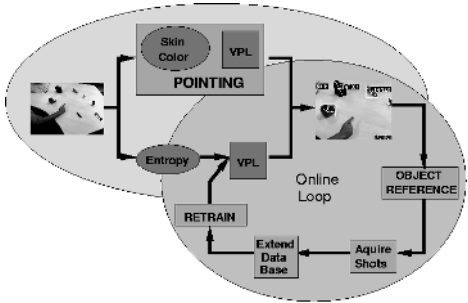 Skin
Color
VPL
POINTING
Entropy
VPL
Online
Loop
OBJECT
REFERENCE
RETRAIN
Extend
Data
Base
Aquire
Shots